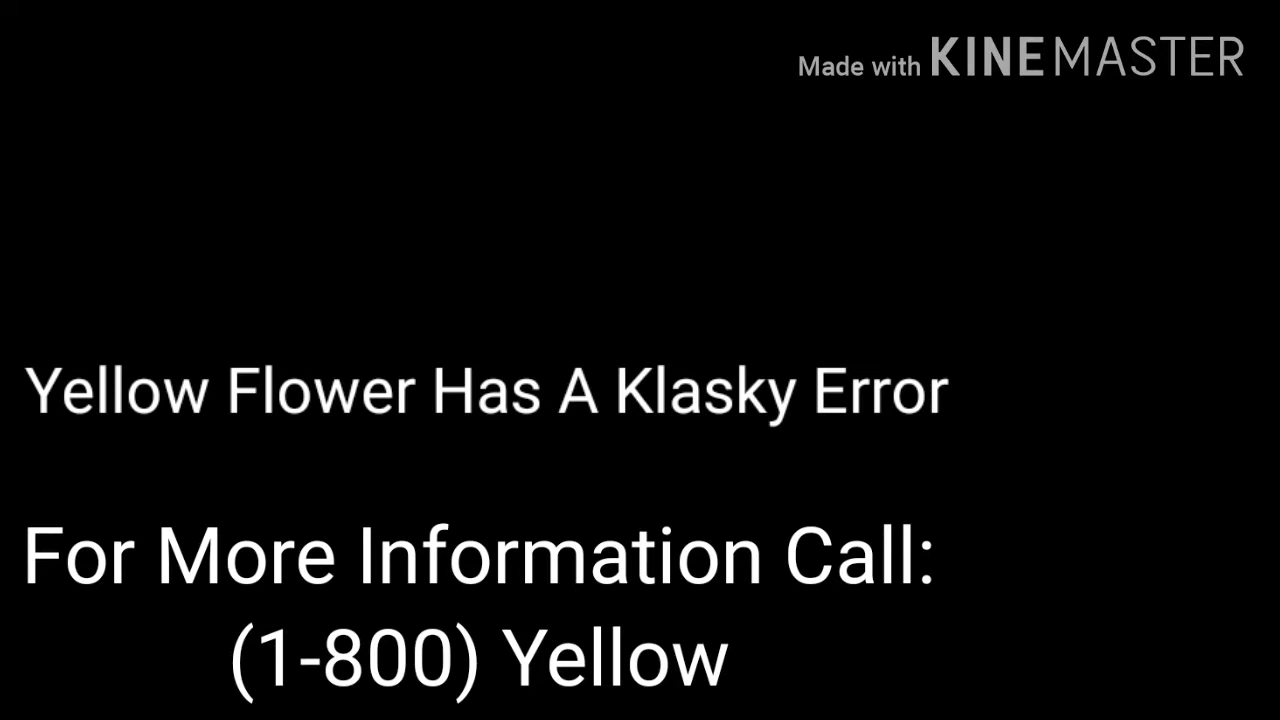 Made with KINEMASTER
Yellow Flower Has A Klasky Error
For More Information Call:
(1-800) Yellow